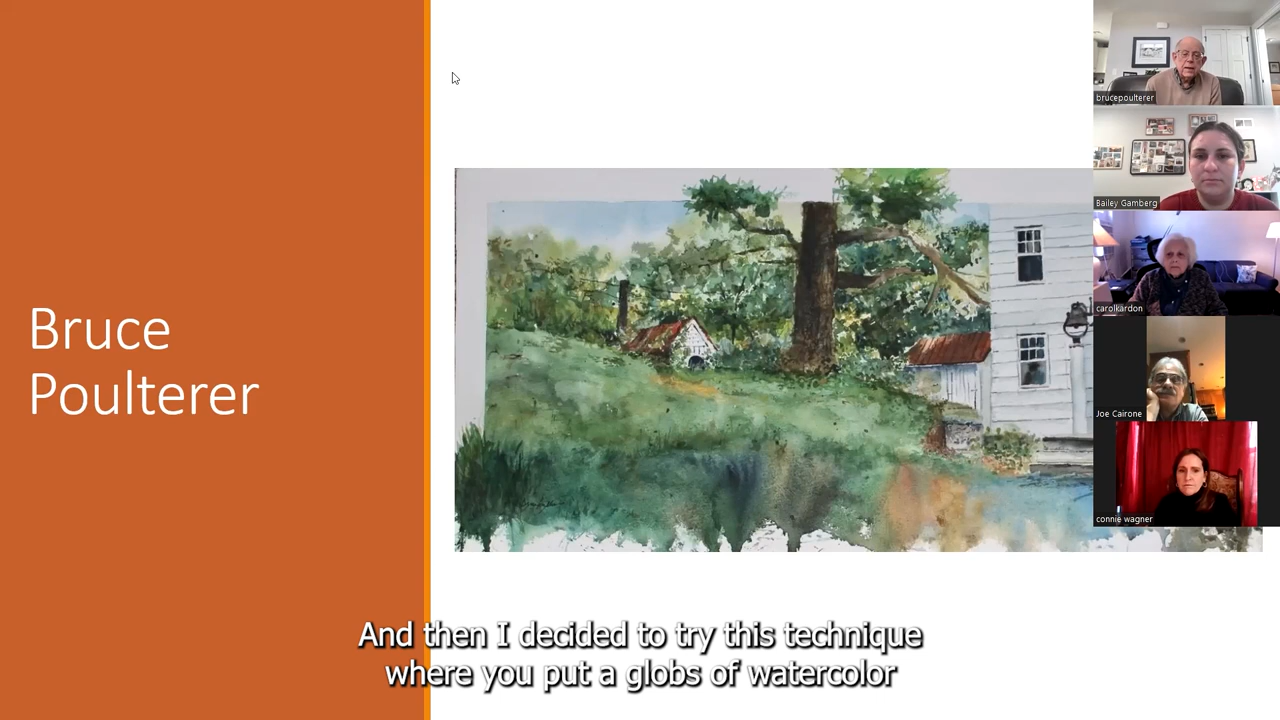 Bruce
Poulterer
brucepoulterer
Bailey Gamberg
carolkardon
Joe Cairone
connie wagner
And then I decided to try this technique
where you put a globs of watercolor